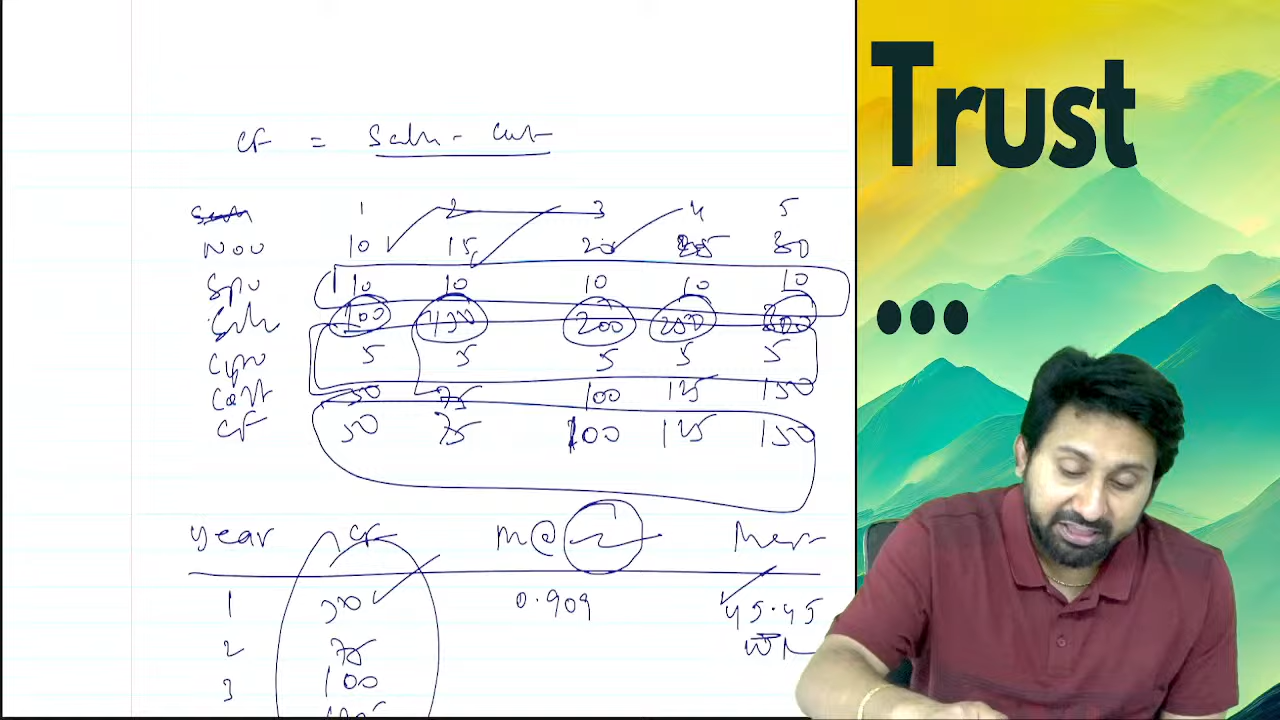 CF = Sales - Cost
Sales 1 2 3 4 5
NOU 10 15 20 25 30
SPU 10 10 10 10 10
Sales 100 150 200 250 300
CPU 5 5 5 5 5
Cost 50 75 100 125 150
CF 50 75 100 125 150
Year CF
1 50 0.909 45.45
2 75
3 100
Trust
...